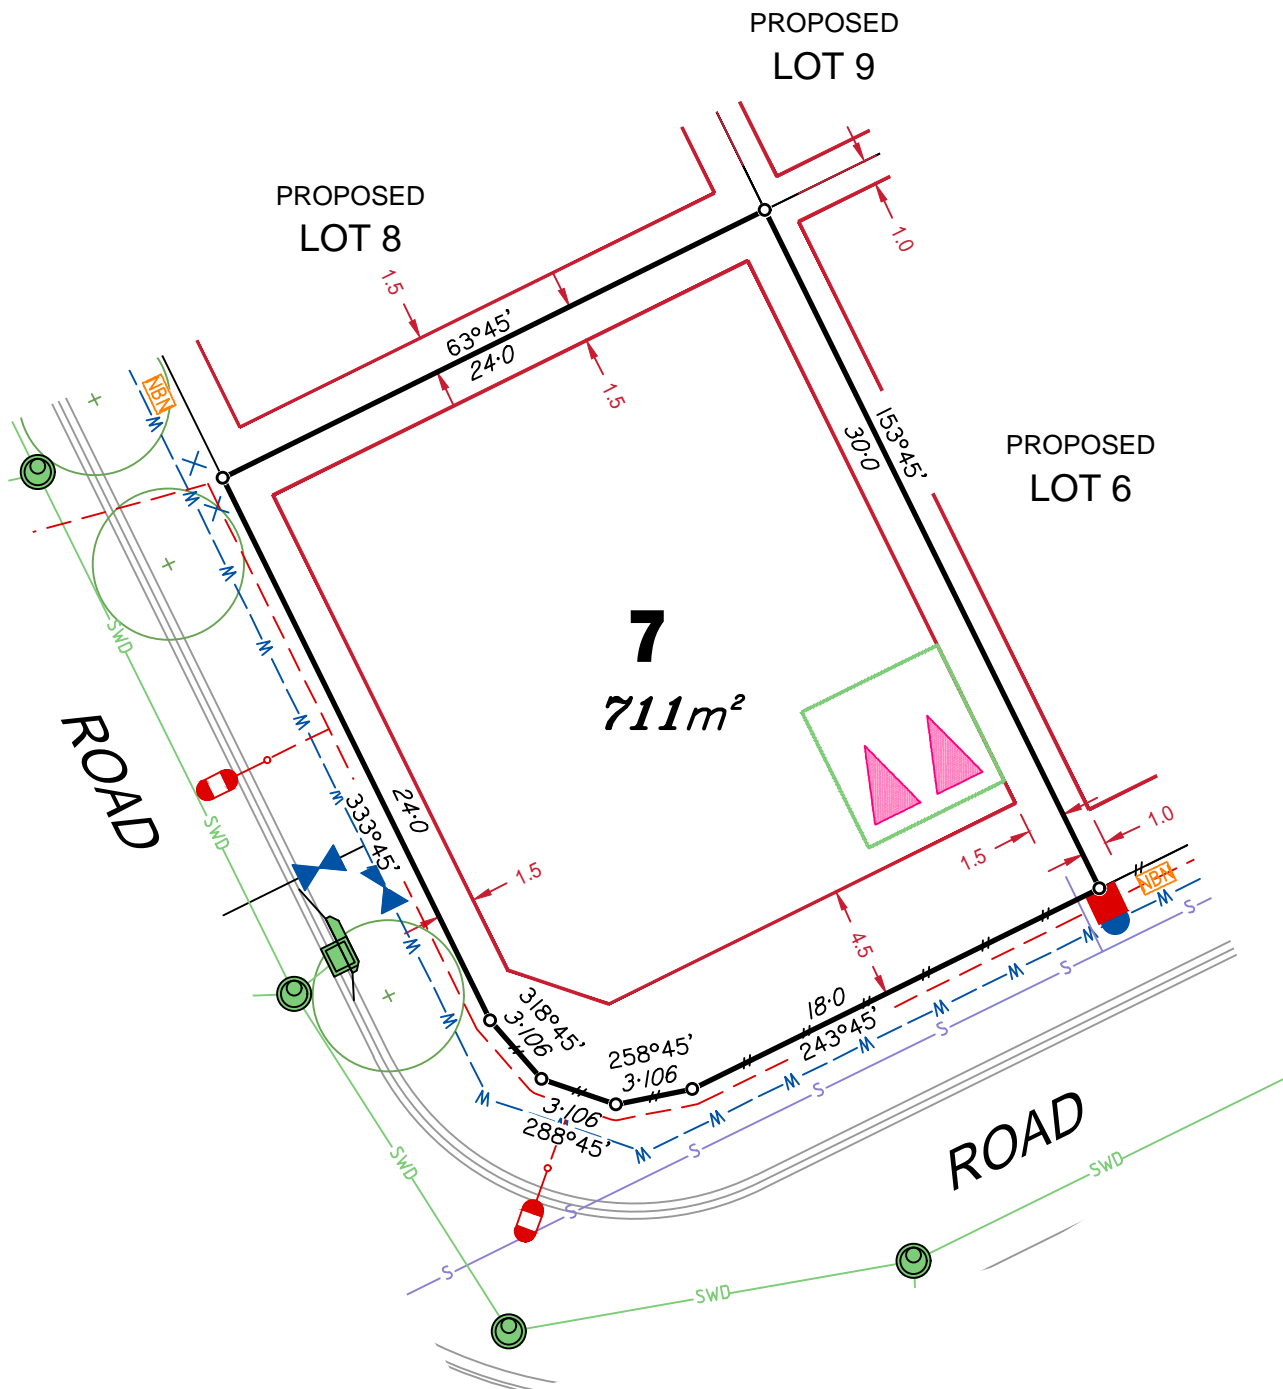 PROPOSED
LOT 9
PROPOSED
LOT 8
1.0
1.5
63°45'
24·0
1.5
NBN
W
153°45'
30·0
PROPOSED
LOT 6
W
W
SWD
W
7
711m²
W
ROAD
W
24·0
333°45'
SWD
1.5
1.5
1.0
NBN
W
S
W
4.5
W
S
W
18·0
243°45'
W
S
W
318°45'
3·106
258°45'
3·106
W
S
W
W
3·106
288°45'
W
W
S
ROAD
SWD
SWD
S
S
SWD